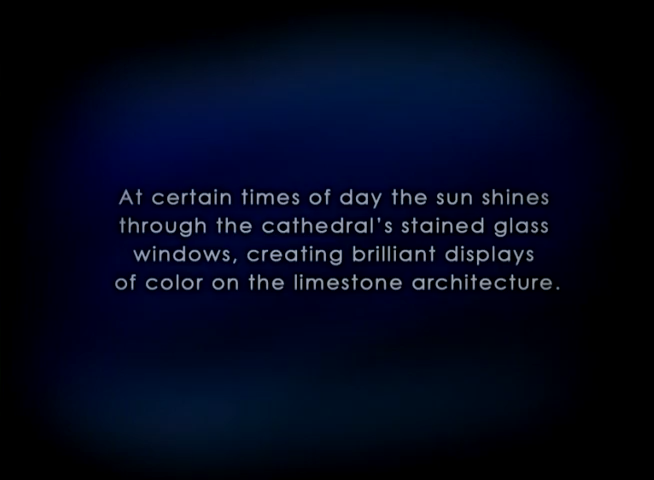 At certain times of day the sun shines
through the cathedral's stained glass
windows, creating brilliant displays
of color on the limestone architecture.